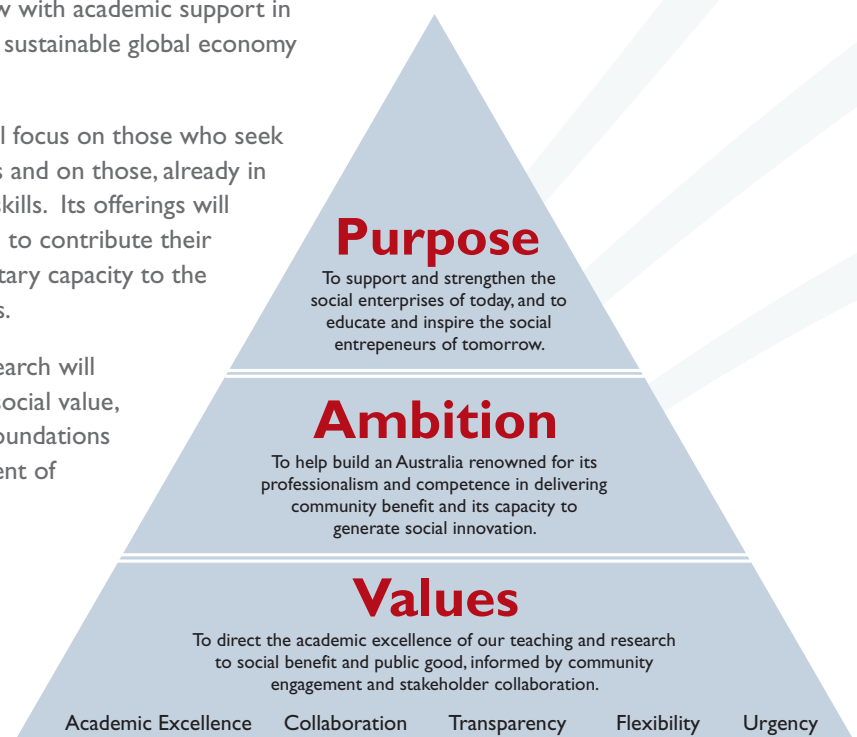 w with academic support in
sustainable global economy
l focus on those who seek
s and on those, already in
skills. Its offerings will
to contribute their
tary capacity to the
s.
earch will
social value,
oundations
ent of
Purpose
To support and strengthen the
social enterprises of today, and to
educate and inspire the social
entrepeneurs of tomorrow.
Ambition
To help build an Australia renowned for its
professionalism and competence in delivering
community benefit and its capacity to
generate social innovation.
Values
To direct the academic excellence of our teaching and research
to social benefit and public good, informed by community
engagement and stakeholder collaboration.
Academic Excellence Collaboration Transparency Flexibility Urgency